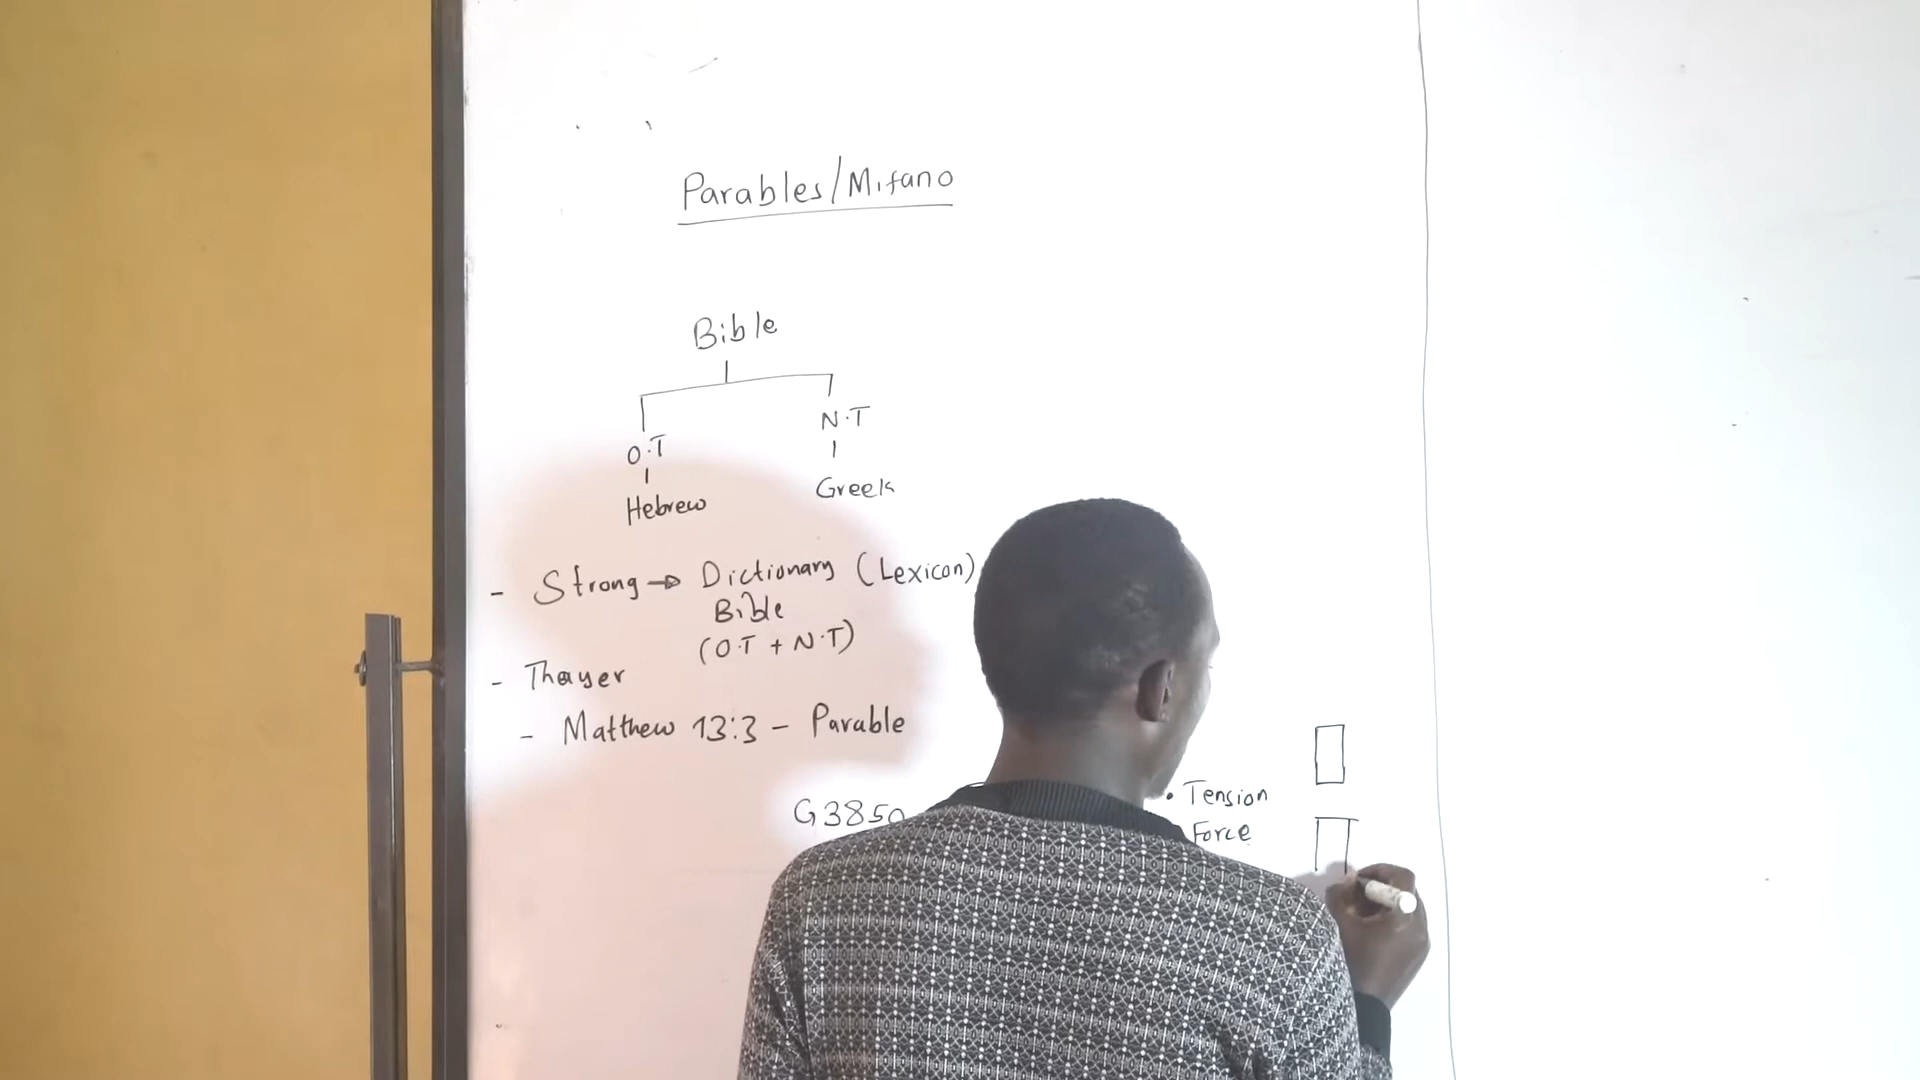 Parables/Mifano
Bible
O.T
N.T
Hebrew
Greek
- Strong → Dictionary (Lexicon)
Bible
(O.T + N.T)
- Thayer
- Matthew 13:3 - Parable
G3850
• Tension
Force